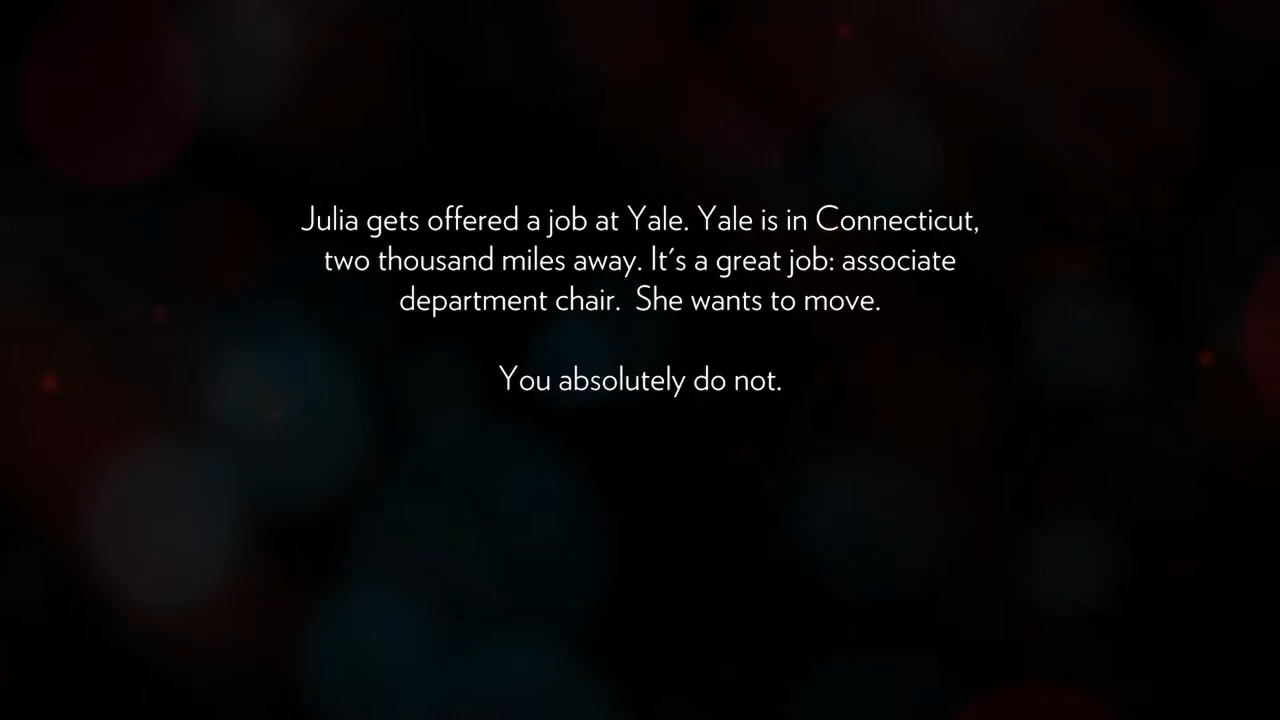 Julia gets offered a job at Yale. Yale is in Connecticut,
two thousand miles away. It's a great job: associate
department chair.  She wants to move.
You absolutely do not.